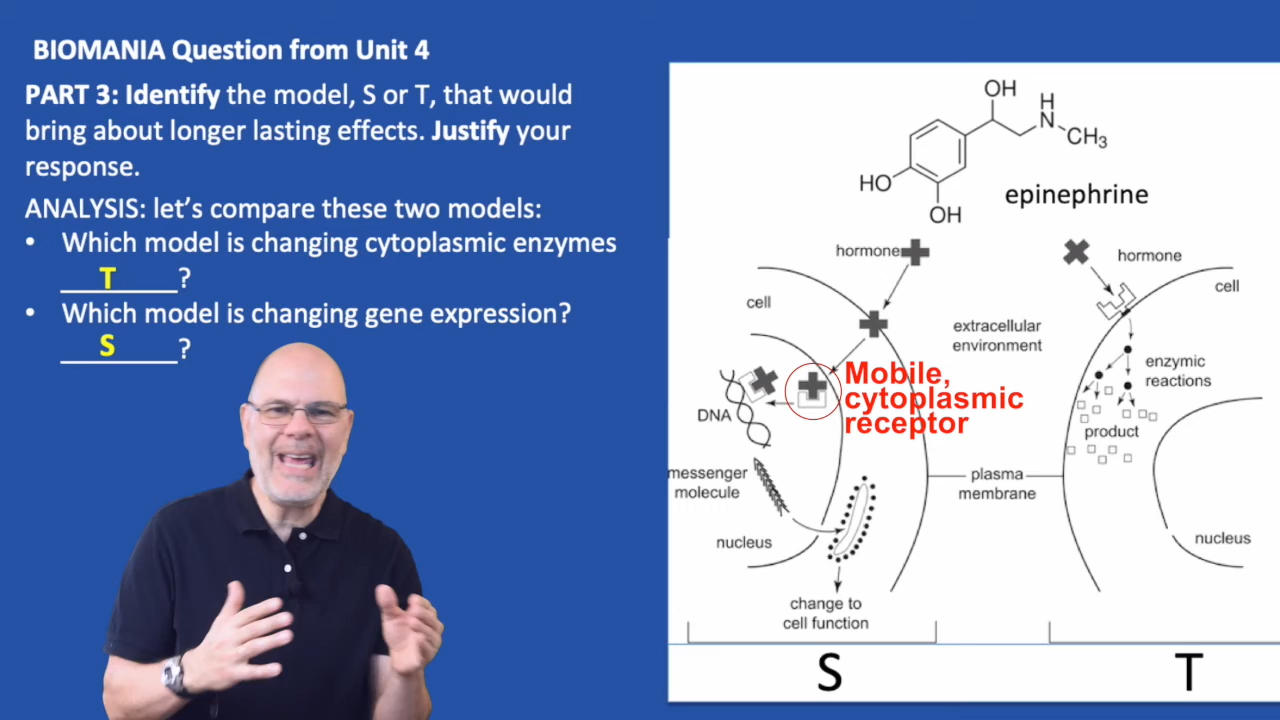 BIOMANIA Question from Unit 4
PART 3: Identify the model, S or T, that would
bring about longer lasting effects. Justify your
response.
ANALYSIS: let's compare these two models:
• Which model is changing cytoplasmic enzymes
T ?
• Which model is changing gene expression?
S ?
OH
H
N
CH3
HO
OH
epinephrine
hormone
cell
extracellular
environment
Mobile,
cytoplasmic
receptor
DNA
messenger
molecule
nucleus
change to
cell function
plasma
membrane
hormone
cell
enzymic
reactions
product
nucleus
S
T